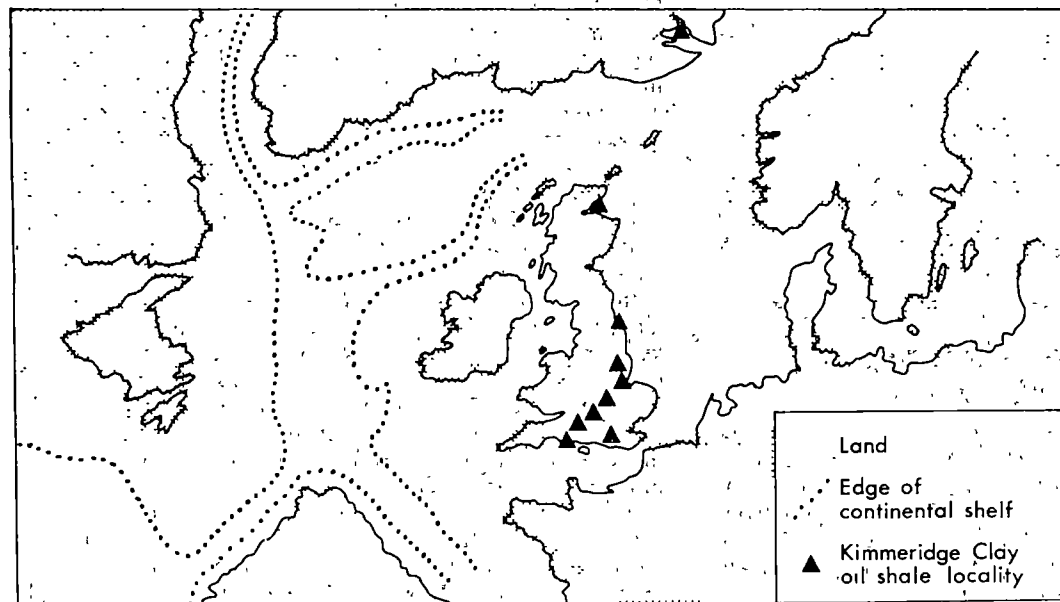 Land
Edge of
continental shelf
Kimmeridge Clay
oil shale locality